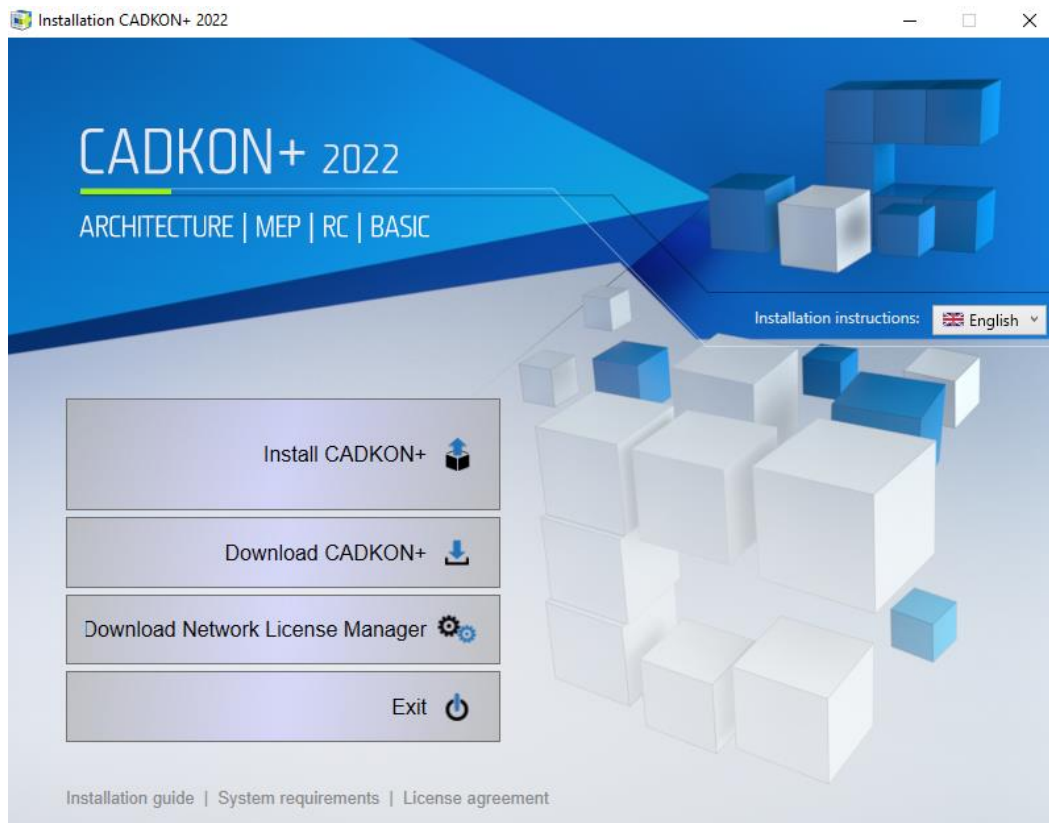 Installation CADKON+ 2022
CADKON+ 2022
ARCHITECTURE | MEP | RC | BASIC
Installation instructions: English
Install CADKON+
Download CADKON+
Download Network License Manager
Exit
Installation guide | System requirements | License agreement